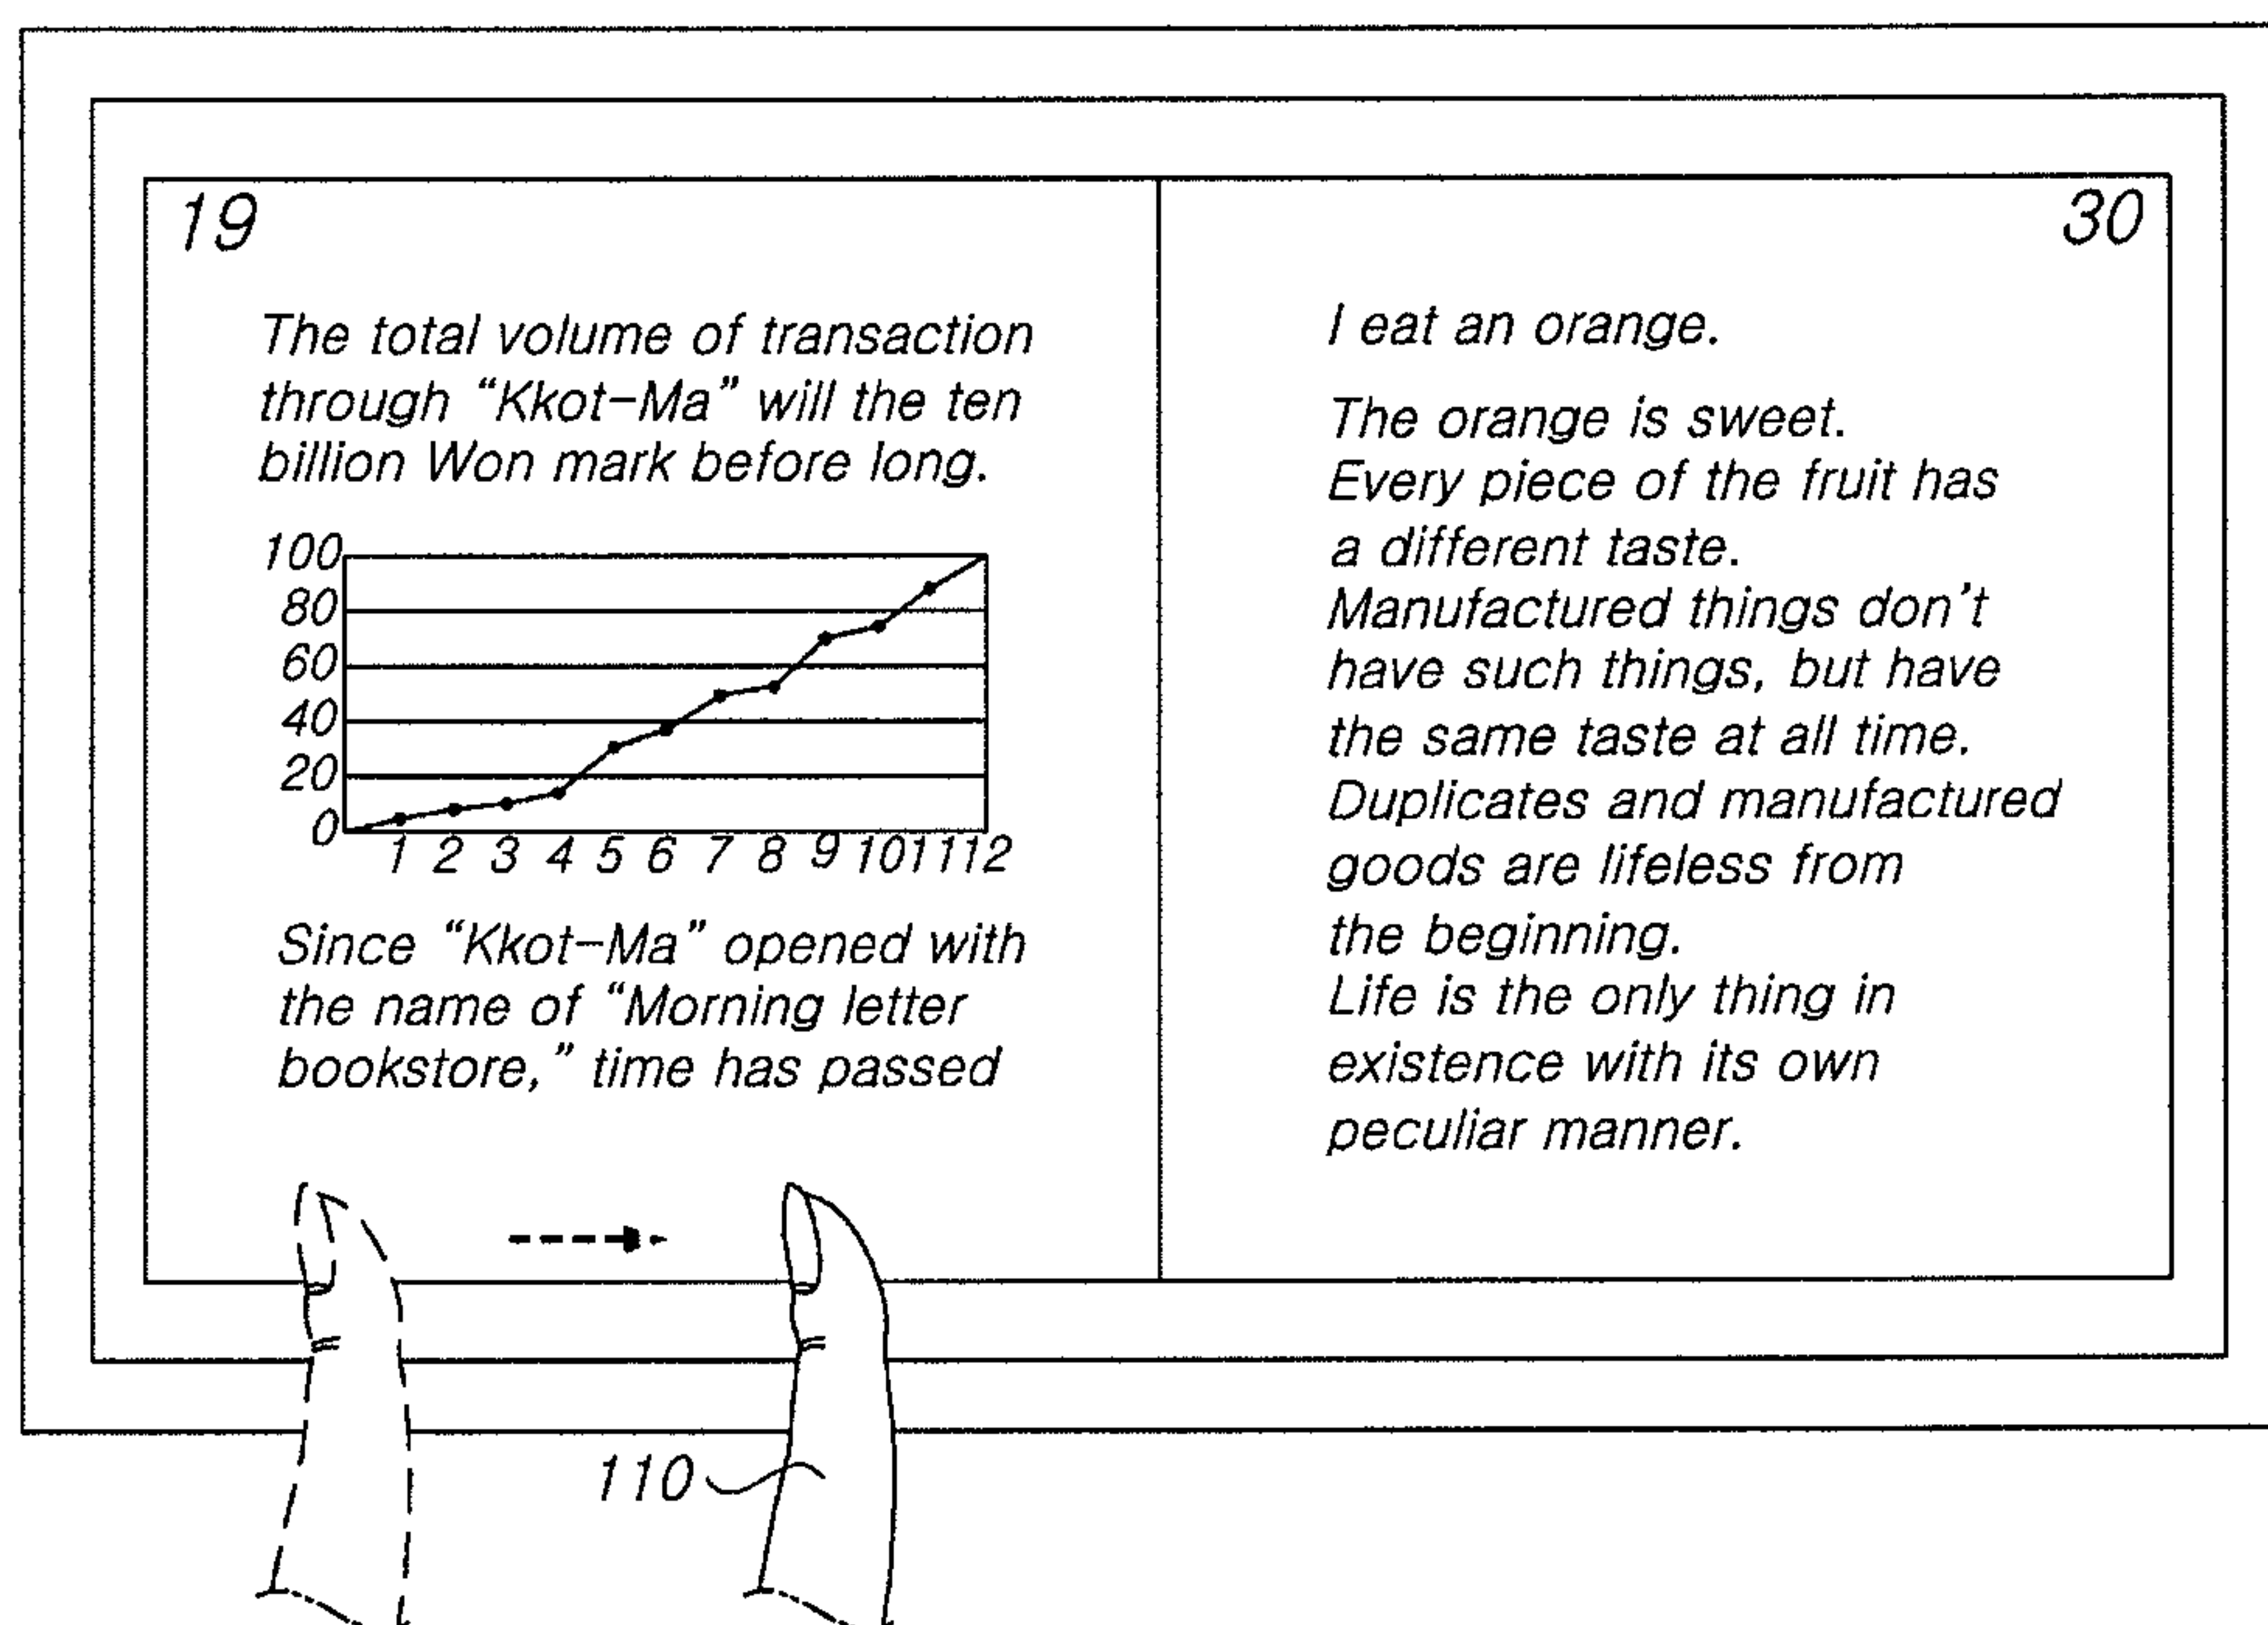 19
The total volume of transaction
through “Kkot-Ma” will the ten
billion Won mark before long.
100
80
60
40
20
0
1 2 3 4 5 6 7 8 9 10 11 12
Since “Kkot-Ma” opened with
the name of “Morning letter
bookstore,” time has passed
30
I eat an orange.
The orange is sweet.
Every piece of the fruit has
a different taste.
Manufactured things don't
have such things, but have
the same taste at all time.
Duplicates and manufactured
goods are lifeless from
the beginning.
Life is the only thing in
existence with its own
peculiar manner.
110